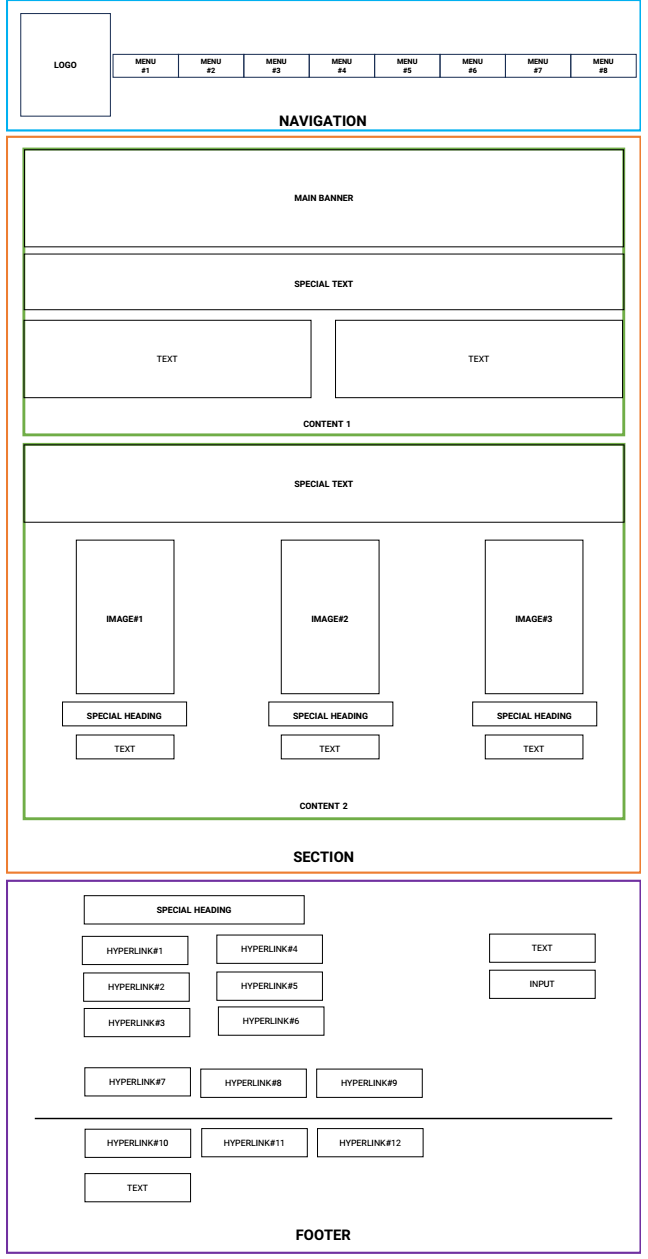 LOGO
MENU
#1
MENU
#2
MENU
#3
MENU
#4
MENU
#5
MENU
#6
MENU
#7
MENU
#8
NAVIGATION
MAIN BANNER
SPECIAL TEXT
TEXT
TEXT
CONTENT 1
SPECIAL TEXT
IMAGE#1
IMAGE#2
IMAGE#3
SPECIAL HEADING
SPECIAL HEADING
SPECIAL HEADING
TEXT
TEXT
TEXT
CONTENT 2
SECTION
SPECIAL HEADING
HYPERLINK#1
HYPERLINK#4
TEXT
HYPERLINK#2
HYPERLINK#5
INPUT
HYPERLINK#3
HYPERLINK#6
HYPERLINK#7
HYPERLINK#8
HYPERLINK#9
HYPERLINK#10
HYPERLINK#11
HYPERLINK#12
TEXT
FOOTER